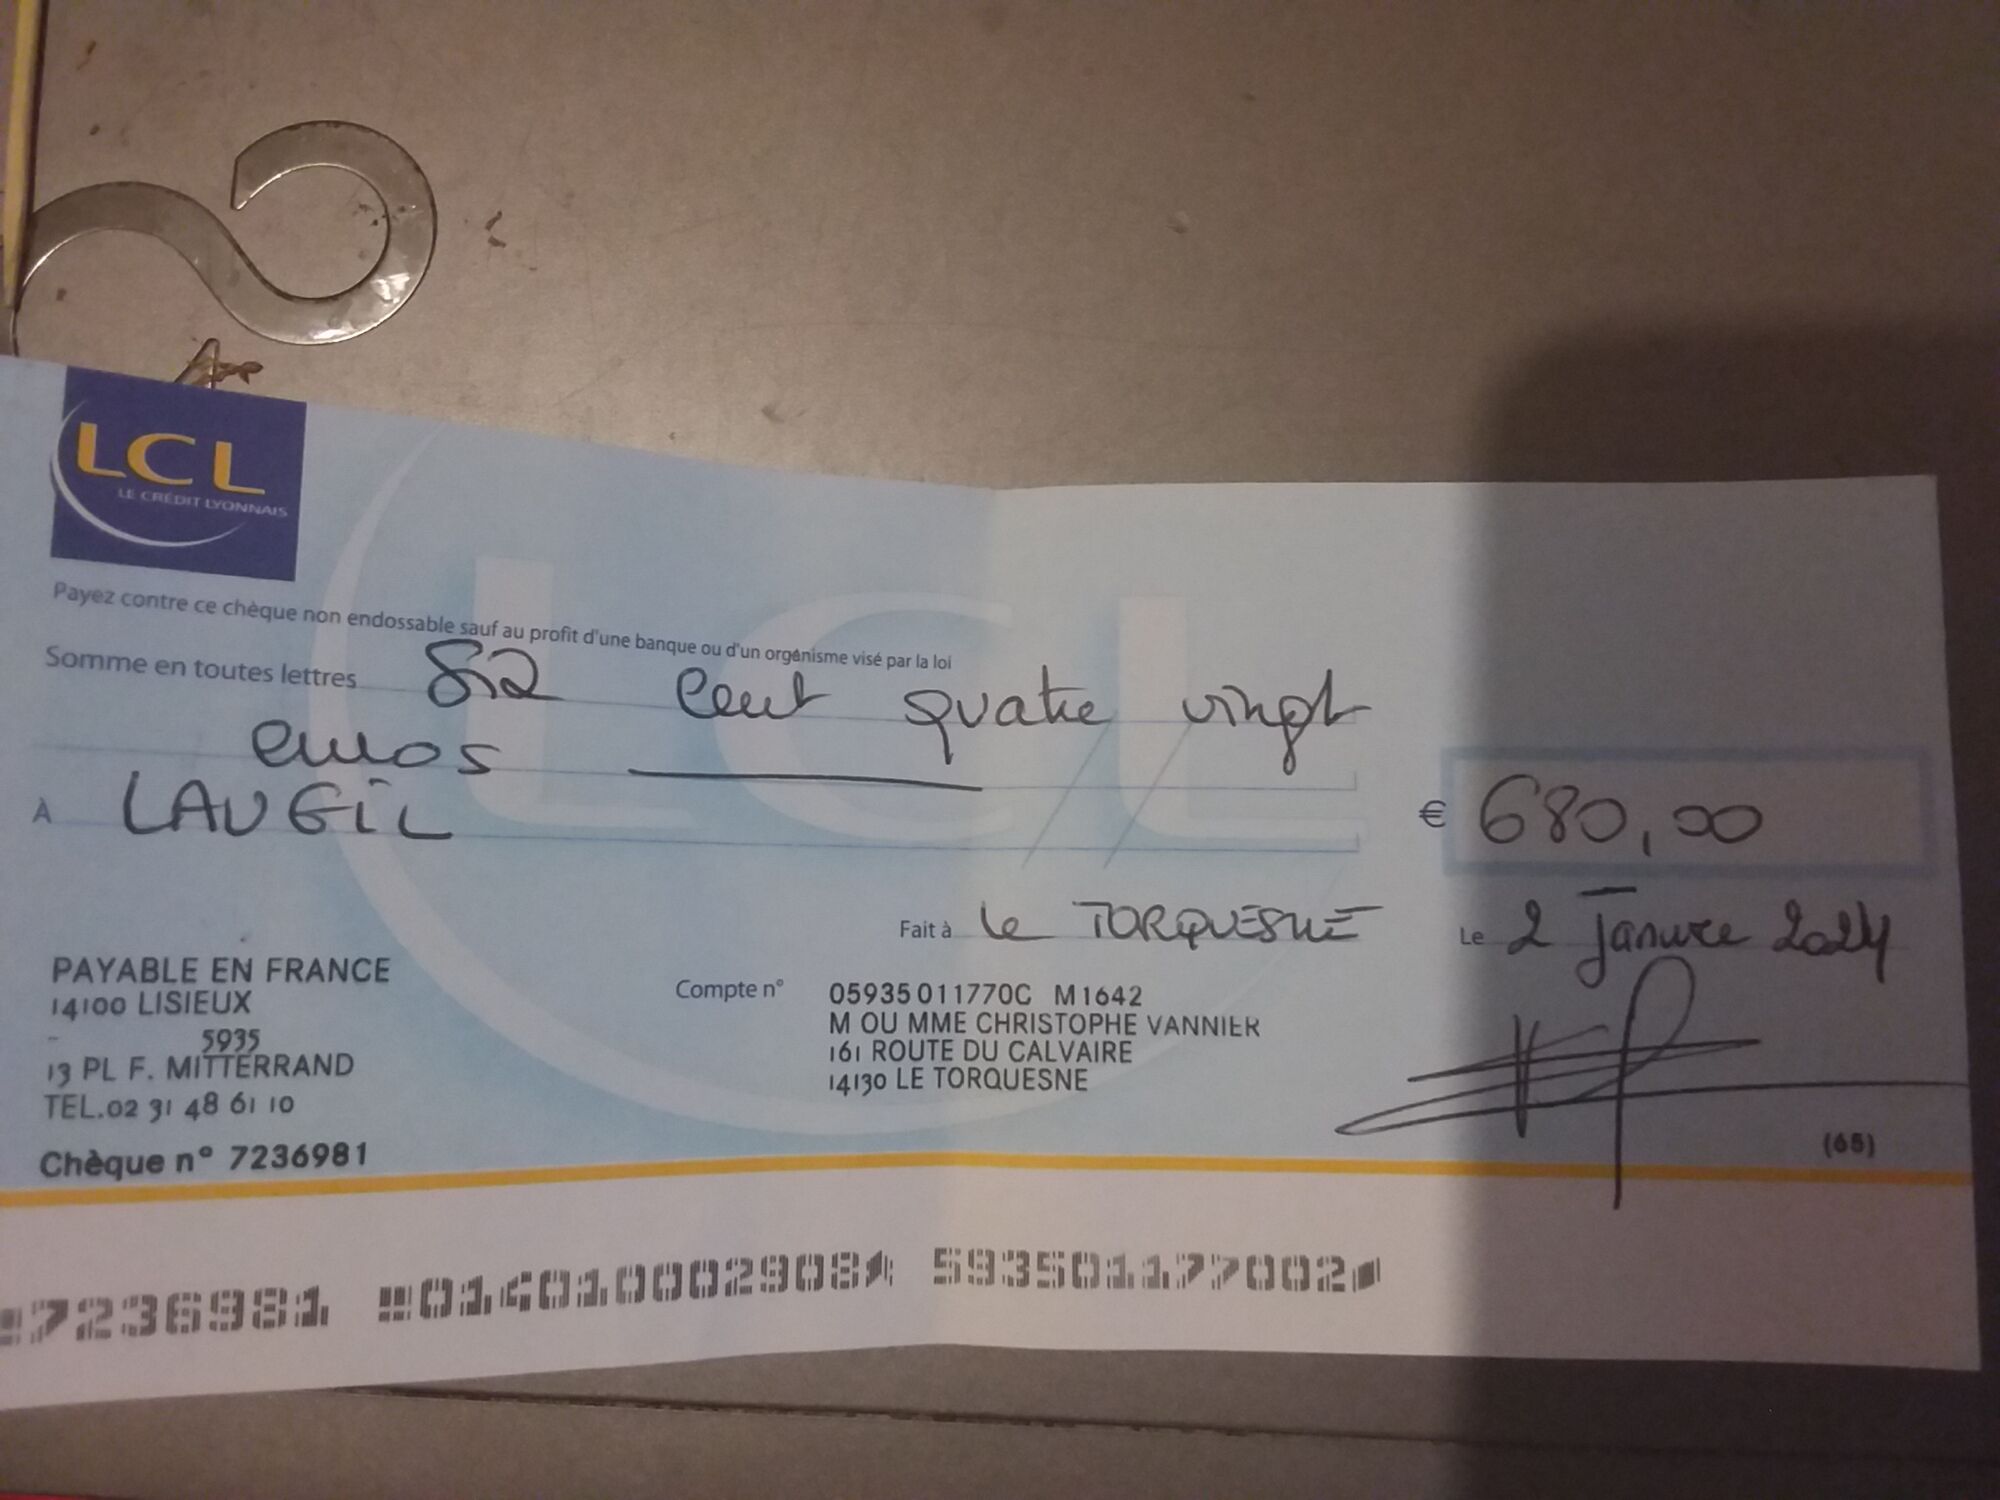 LCL
LE CRÉDIT LYONNAIS
Payez contre ce chèque non endossable sauf au profit d'une banque ou d'un organisme visé par la loi
Somme en toutes lettres Six Cent quatre vingt
euros
À LAUGIL
€ 680,00
Fait à le TORQUESNE Le 2 Janvre 2024
PAYABLE EN FRANCE
14100 LISIEUX
- 5935
13 PL F. MITTERRAND
TEL.02 31 48 61 10
Compte n° 05935 011770C M1642
M OU MME CHRISTOPHE VANNIER
161 ROUTE DU CALVAIRE
14130 LE TORQUESNE
(65)
Chèque n° 7236981
7236981 014010002908 593501177002